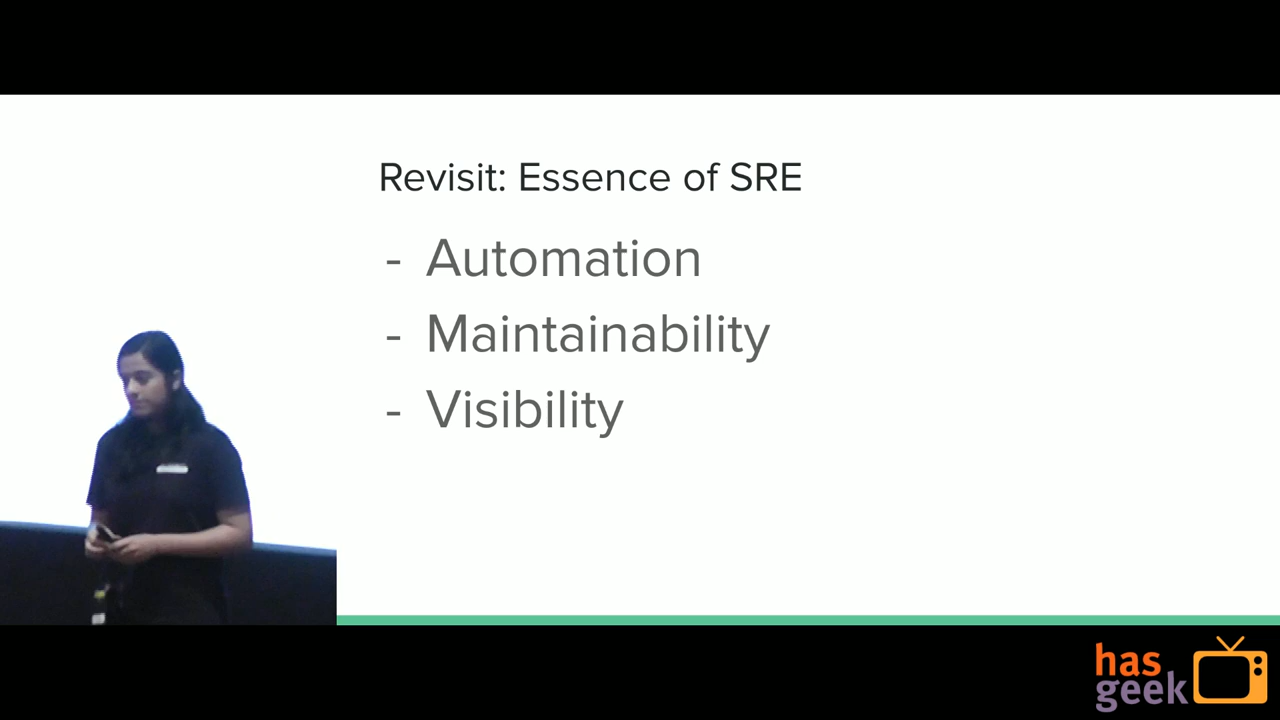 Revisit: Essence of SRE
- Automation
- Maintainability
- Visibility
has
geek